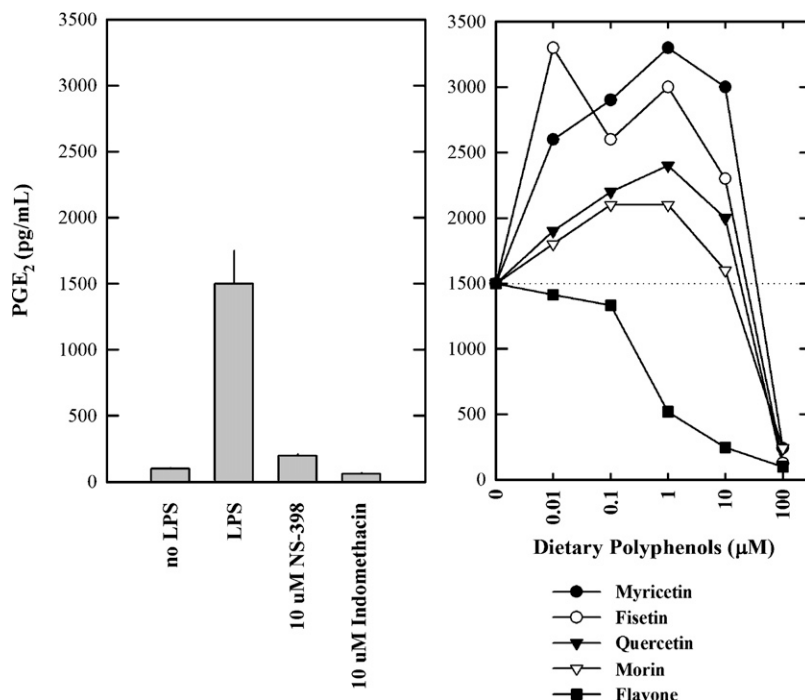 3500
3000
2500
2000
1500
1000
500
0
PGE2 (pg/mL)
no LPS
LPS
10 uM NS-398
10 uM Indomethacin
3500
3000
2500
2000
1500
1000
500
0
0
0.01
0.1
1
10
100
Dietary Polyphenols (µM)
Myricetin
Fisetin
Quercetin
Morin
Flavone